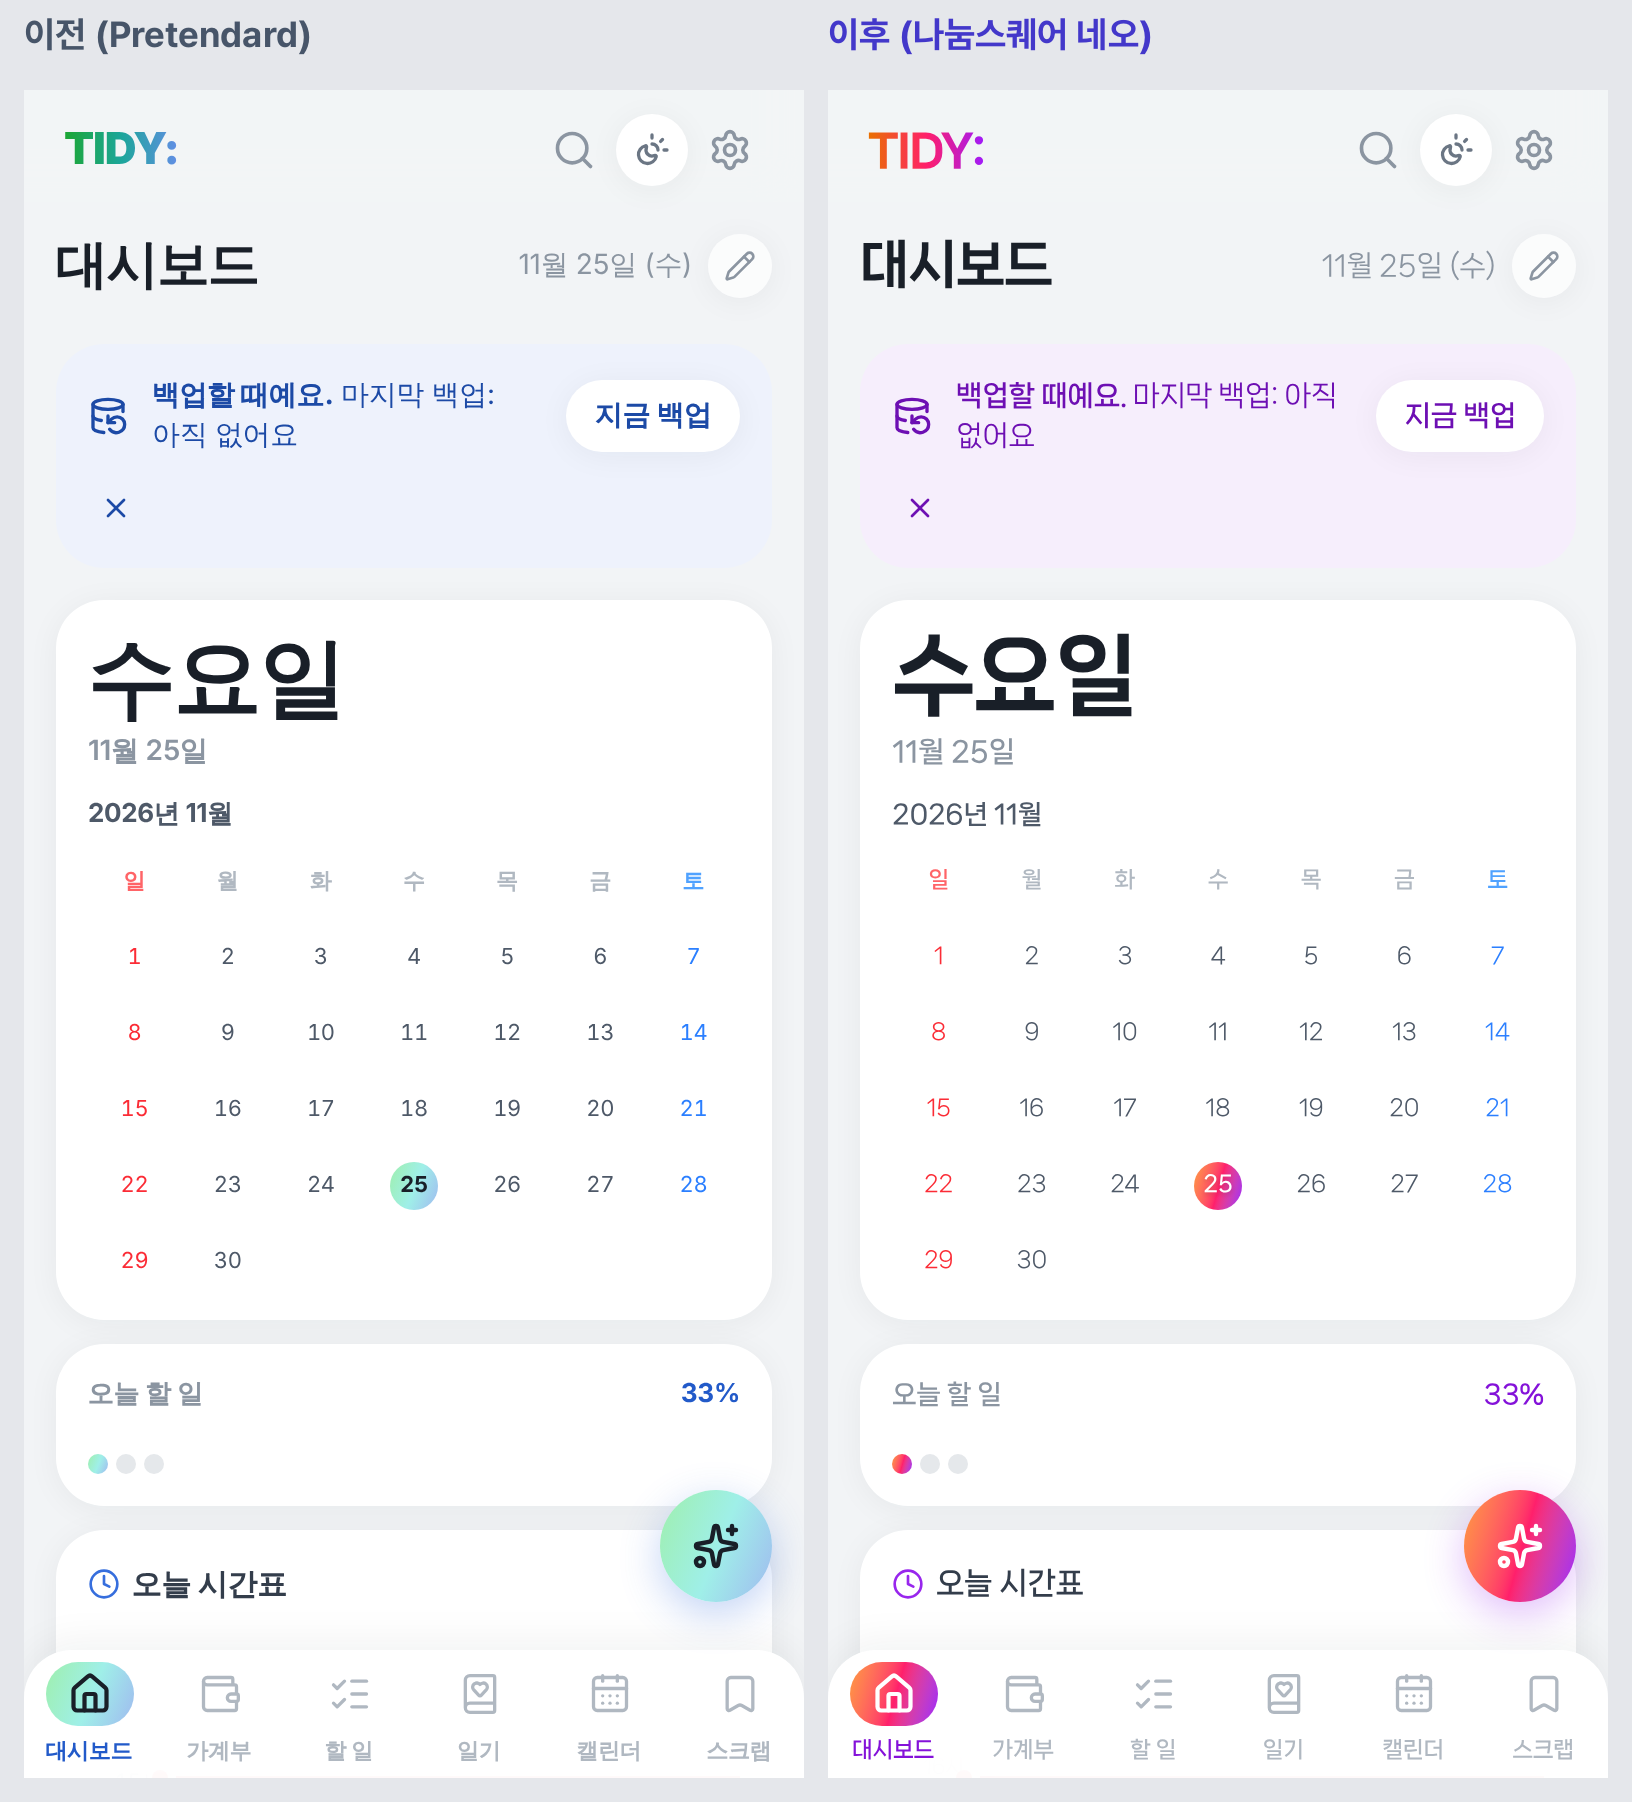 이전 (Pretendard)
TIDY:
대시보드
11월 25일 (수)
백업할 때예요. 마지막 백업:
아직 없어요
지금 백업
수요일
11월 25일
2026년 11월
일 월 화 수 목 금 토
1 2 3 4 5 6 7
8 9 10 11 12 13 14
15 16 17 18 19 20 21
22 23 24 25 26 27 28
29 30
오늘 할 일
33%
오늘 시간표
대시보드 가계부 할 일 일기 캘린더 스크랩
이후 (나눔스퀘어 네오)
TIDY:
대시보드
11월 25일 (수)
백업할 때예요. 마지막 백업: 아직
없어요
지금 백업
수요일
11월 25일
2026년 11월
일 월 화 수 목 금 토
1 2 3 4 5 6 7
8 9 10 11 12 13 14
15 16 17 18 19 20 21
22 23 24 25 26 27 28
29 30
오늘 할 일
33%
오늘 시간표
대시보드 가계부 할 일 일기 캘린더 스크랩